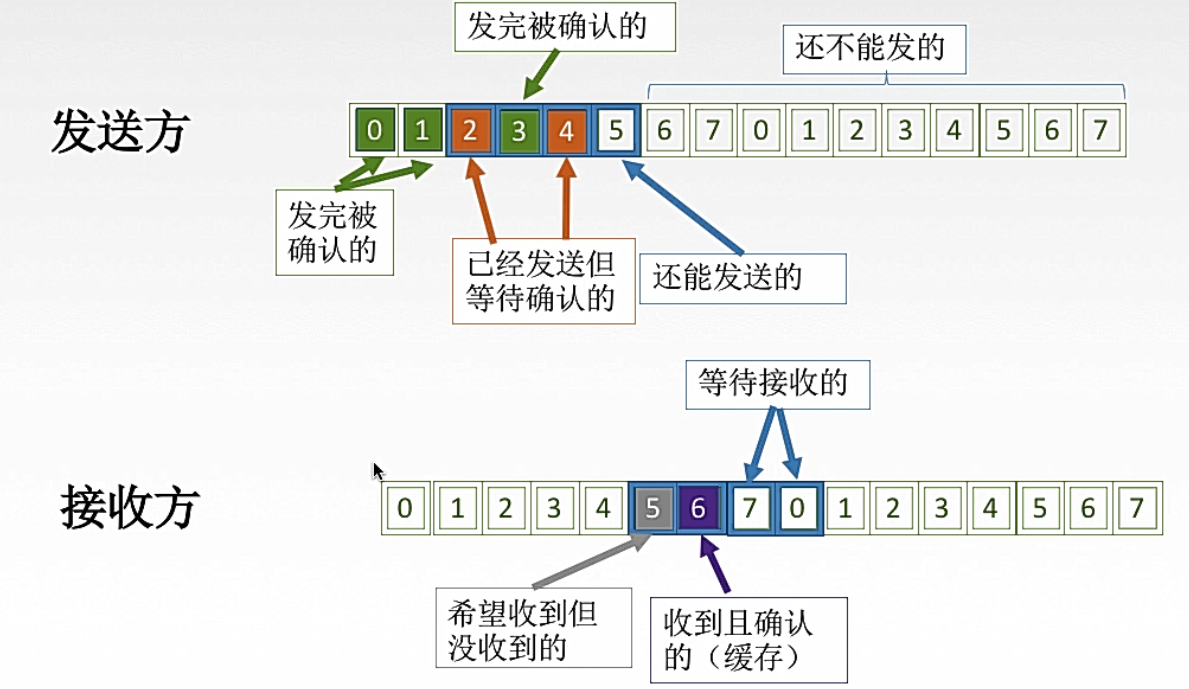 发完被确认的
还不能发的
发送方
0 1 2 3 4 5 6 7 0 1 2 3 4 5 6 7
发完被
确认的
已经发送但
等待确认的
还能发送的
等待接收的
接收方
0 1 2 3 4 5 6 7 0 1 2 3 4 5 6 7
希望收到但
没收到的
收到且确认
的（缓存）